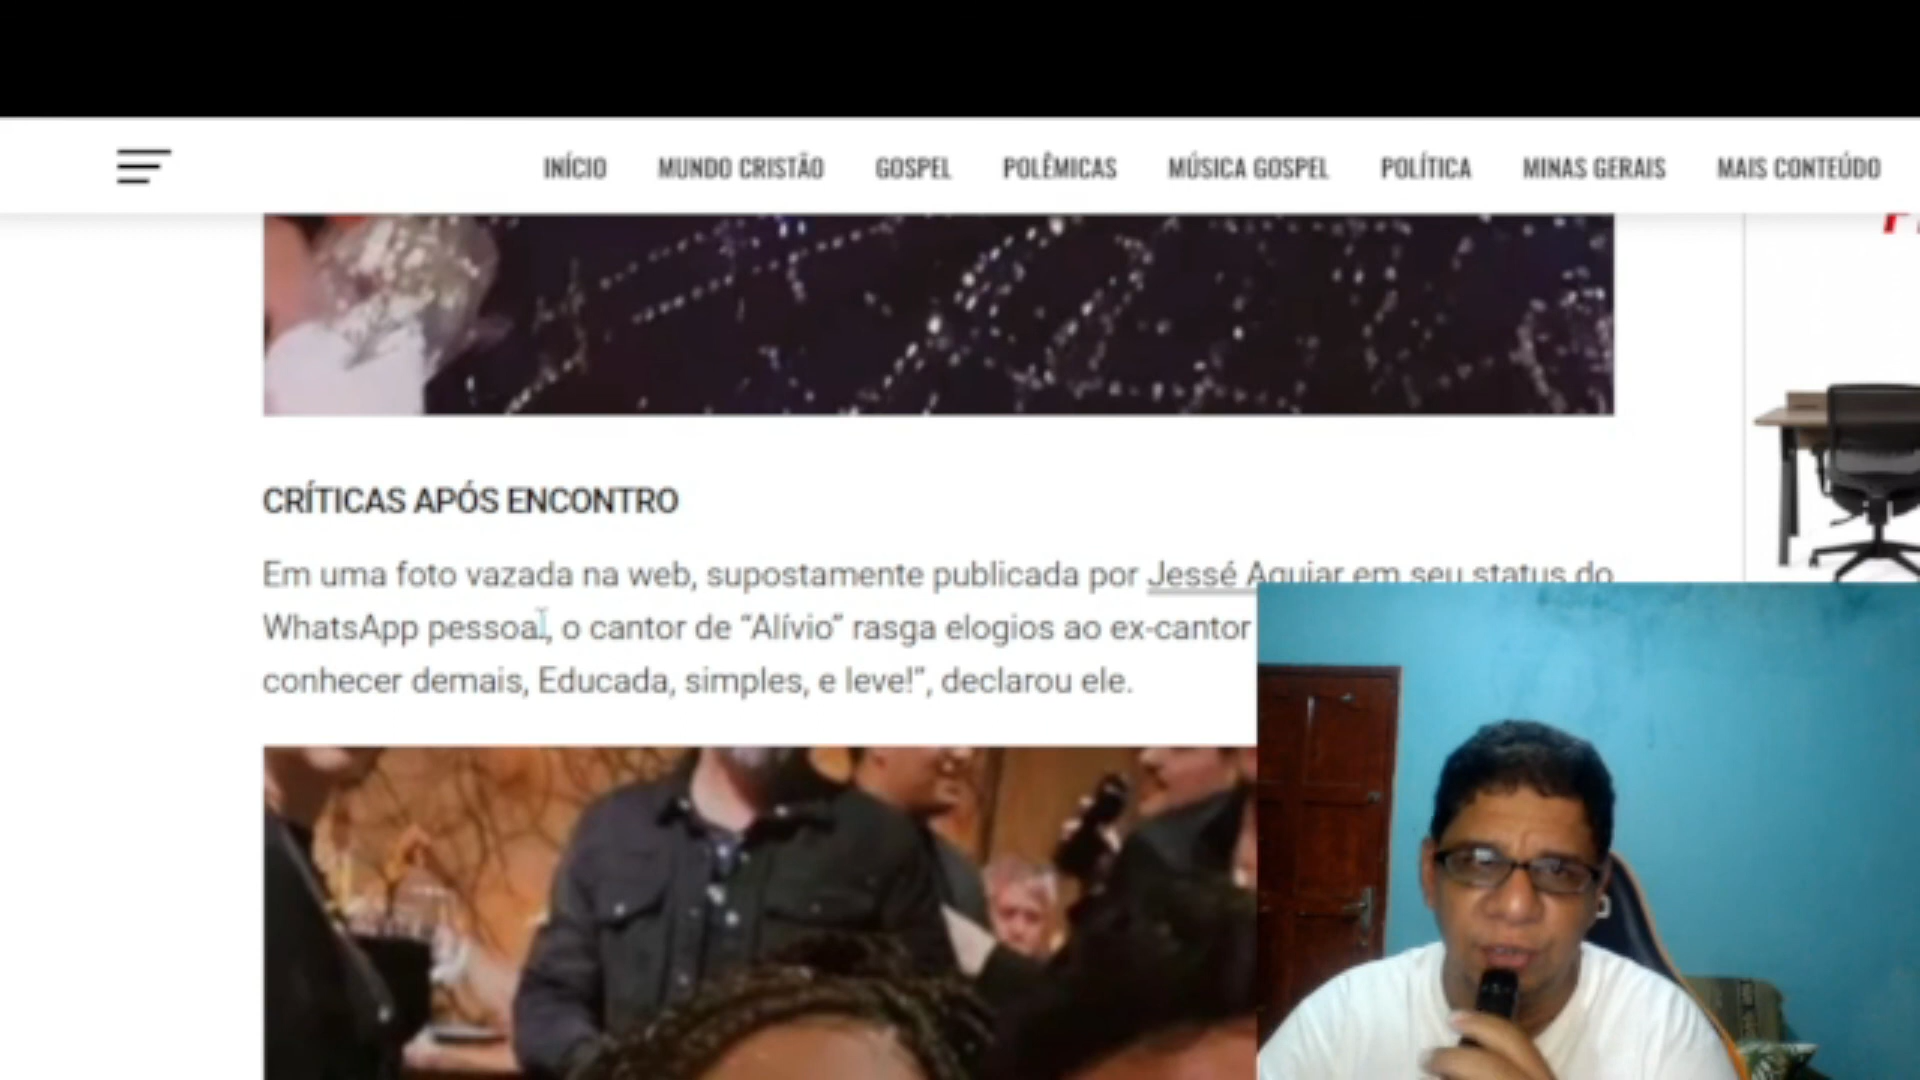 INÍCIO MUNDO CRISTÃO GOSPEL POLÊMICAS MÚSICA GOSPEL POLÍTICA MINAS GERAIS MAIS CONTEÚDO
CRÍTICAS APÓS ENCONTRO
Em uma foto vazada na web, supostamente publicada por Jessé Aguiar em seu status do
WhatsApp pessoal, o cantor de “Alívio” rasga elogios ao ex-cantor
conhecer demais, Educada, simples, e leve!”, declarou ele.